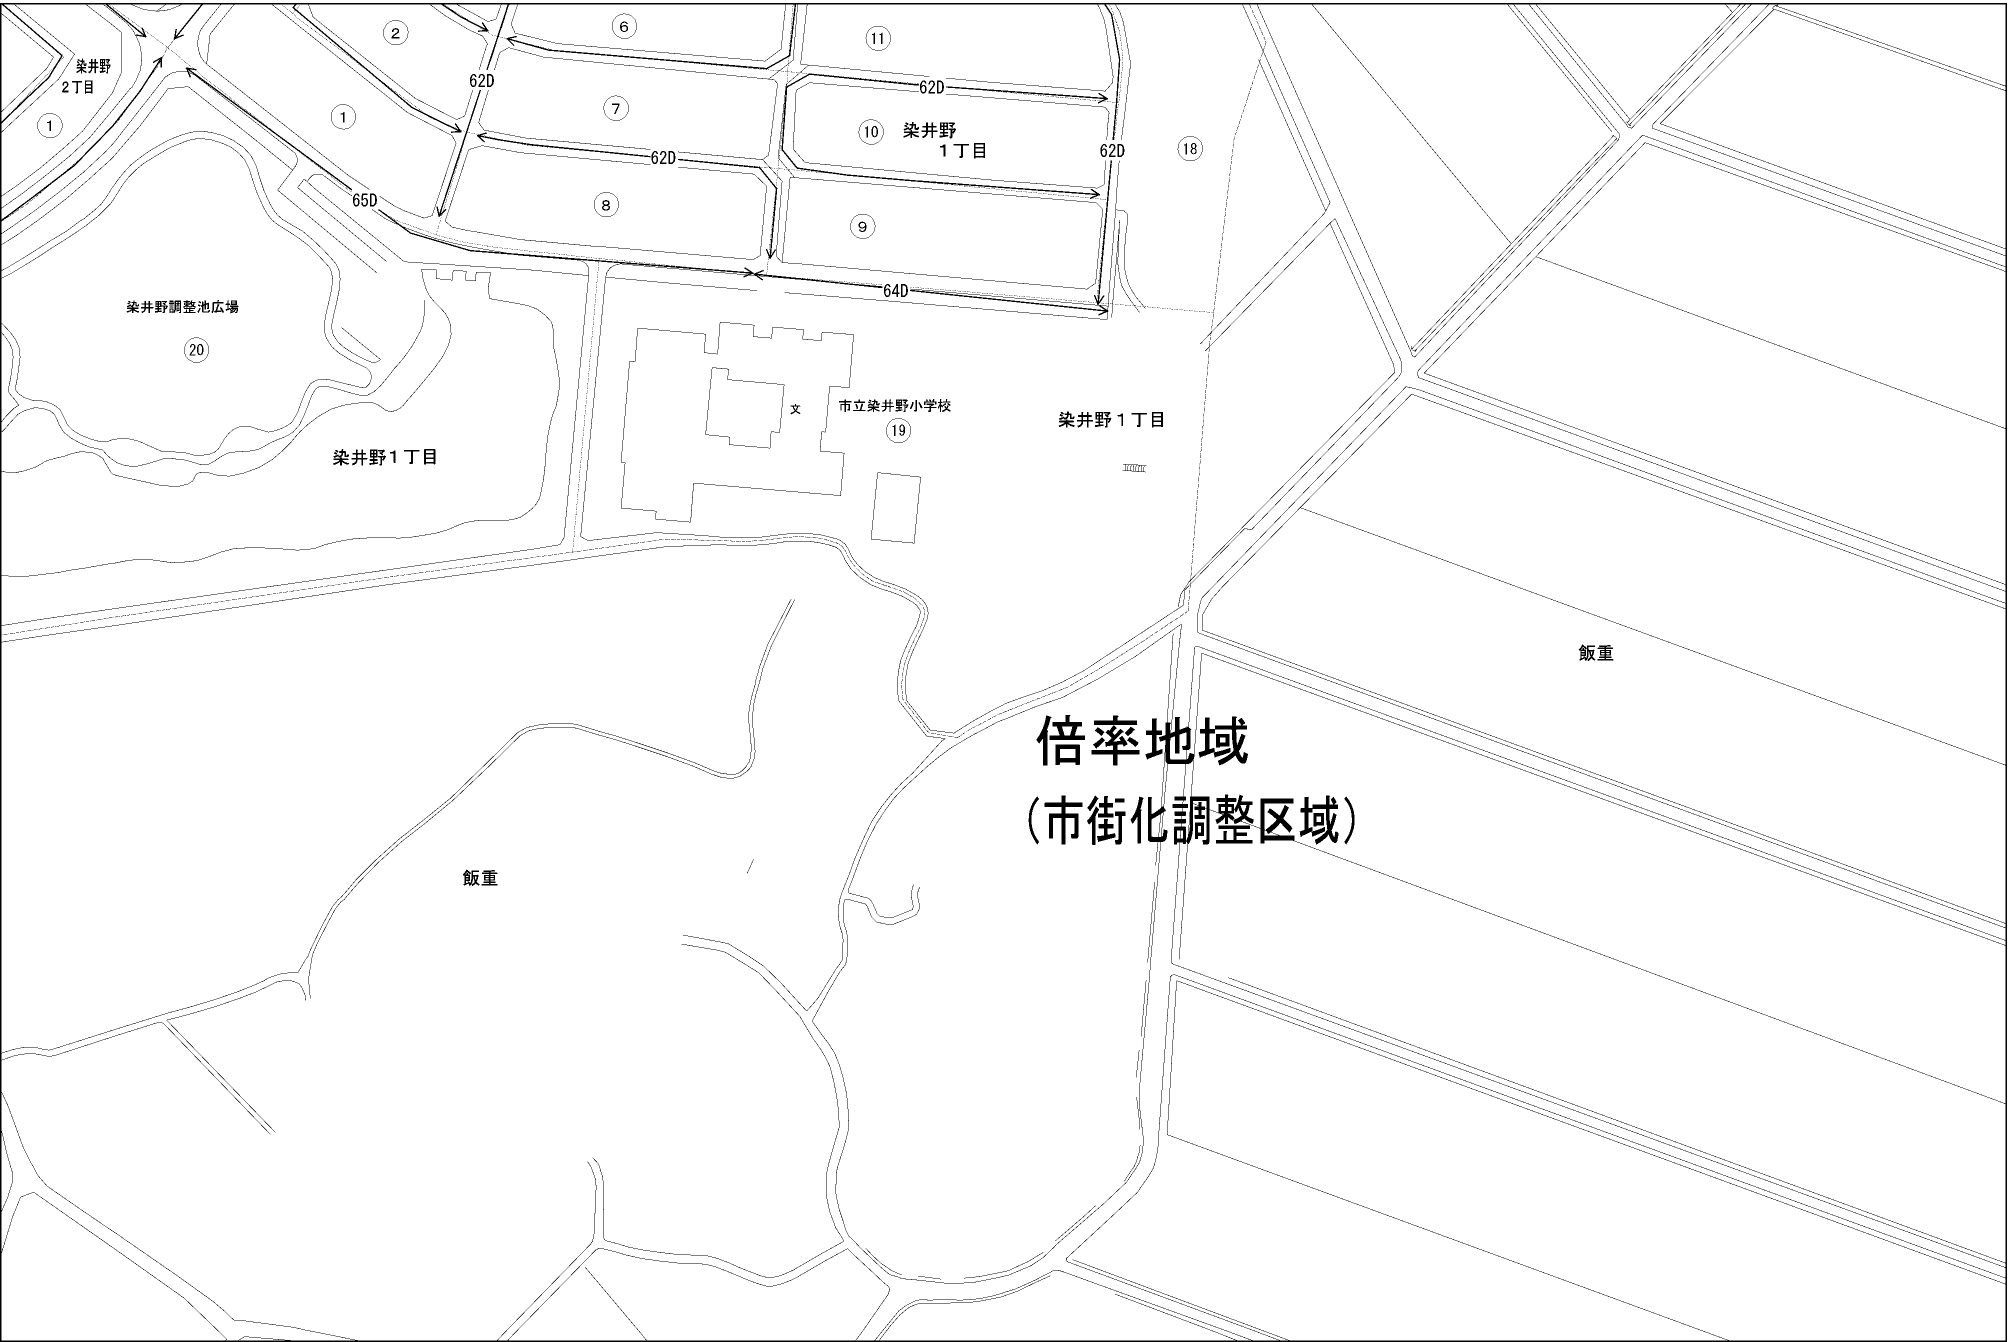 6
2
11
染井野
2丁目
62D
62D
7
1
1
10
染井野
1丁目
62D
18
62D
65D
8
9
64D
染井野調整池広場
20
文
市立染井野小学校
19
染井野1丁目
染井野1丁目
飯重
倍率地域
(市街化調整区域)
飯重